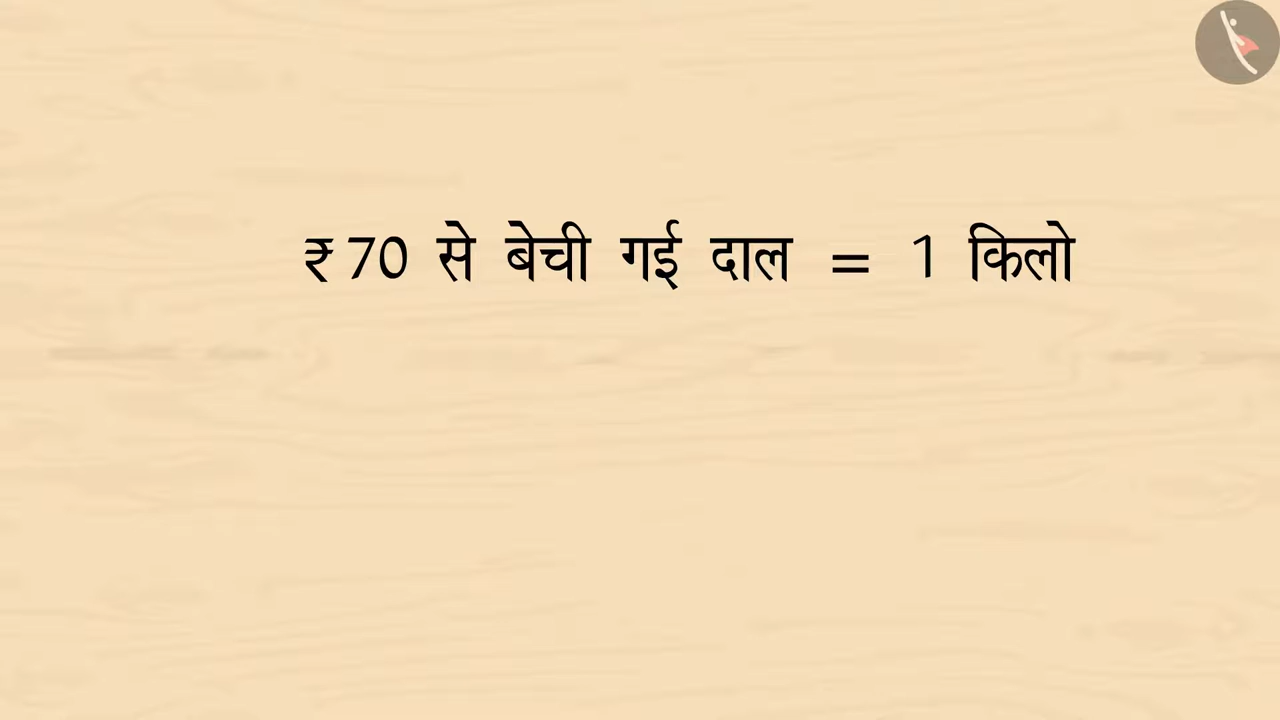 ₹ 70 से बेची गई दाल = 1 किलो